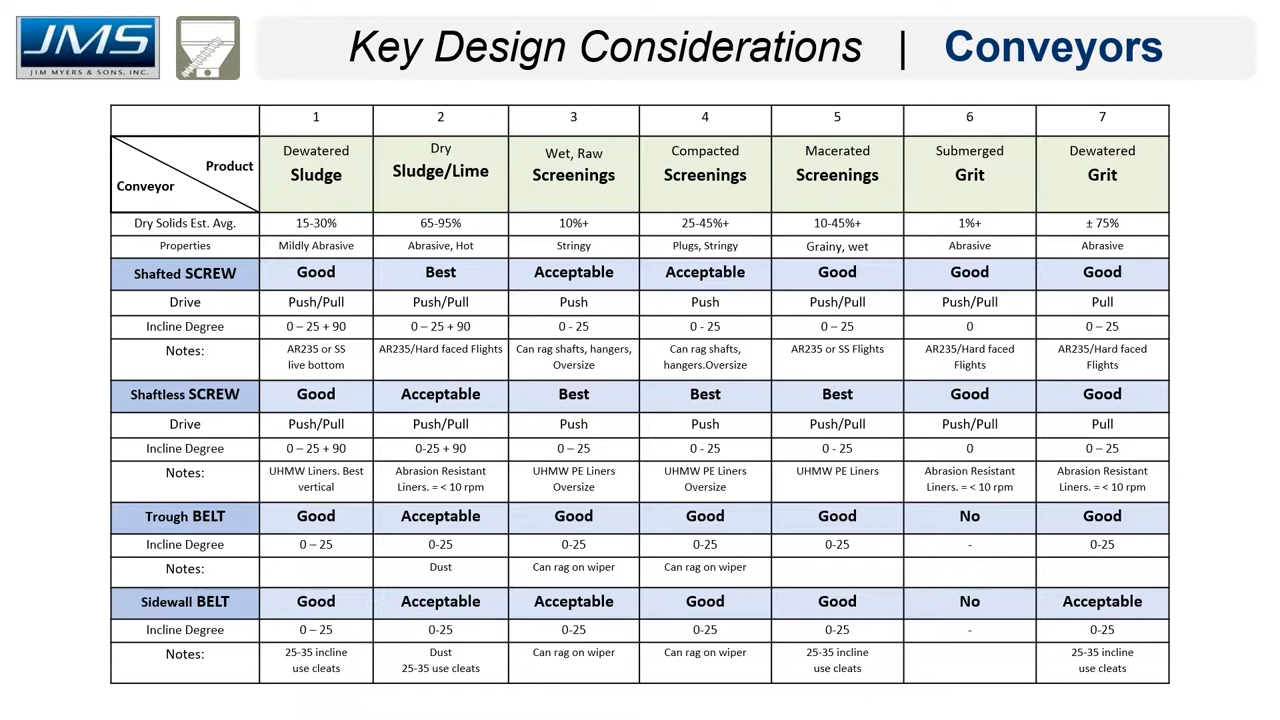 JMS
JIM MYERS & SONS, INC.
Key Design Considerations | Conveyors
1 2 3 4 5 6 7
Product
Conveyor
Dewatered Sludge
Dry Sludge/Lime
Wet, Raw Screenings
Compacted Screenings
Macerated Screenings
Submerged Grit
Dewatered Grit
Dry Solids Est. Avg. 15-30% 65-95% 10%+ 25-45%+ 10-45%+ 1%+ ± 75%
Properties Mildly Abrasive Abrasive, Hot Stringy Plugs, Stringy Grainy, wet Abrasive Abrasive
Shafted SCREW Good Best Acceptable Acceptable Good Good Good
Drive Push/Pull Push/Pull Push Push Push/Pull Push/Pull Pull
Incline Degree 0 – 25 + 90 0 – 25 + 90 0 - 25 0 - 25 0 – 25 0 0 – 25
Notes: AR235 or SS live bottom AR235/Hard faced Flights Can rag shafts, hangers, Oversize Can rag shafts, hangers.Oversize AR235 or SS Flights AR235/Hard faced Flights AR235/Hard faced Flights
Shaftless SCREW Good Acceptable Best Best Best Good Good
Drive Push/Pull Push/Pull Push Push Push/Pull Push/Pull Pull
Incline Degree 0 – 25 + 90 0-25 + 90 0 – 25 0 - 25 0 - 25 0 0 – 25
Notes: UHMW Liners. Best vertical Abrasion Resistant Liners. = < 10 rpm UHMW PE Liners Oversize UHMW PE Liners Oversize UHMW PE Liners Abrasion Resistant Liners. = < 10 rpm Abrasion Resistant Liners. = < 10 rpm
Trough BELT Good Acceptable Good Good Good No Good
Incline Degree 0 – 25 0-25 0-25 0-25 0-25 - 0-25
Notes: Dust Can rag on wiper Can rag on wiper
Sidewall BELT Good Acceptable Acceptable Good Good No Acceptable
Incline Degree 0 – 25 0-25 0-25 0-25 0-25 - 0-25
Notes: 25-35 incline use cleats Dust 25-35 use cleats Can rag on wiper Can rag on wiper 25-35 incline use cleats 25-35 incline use cleats